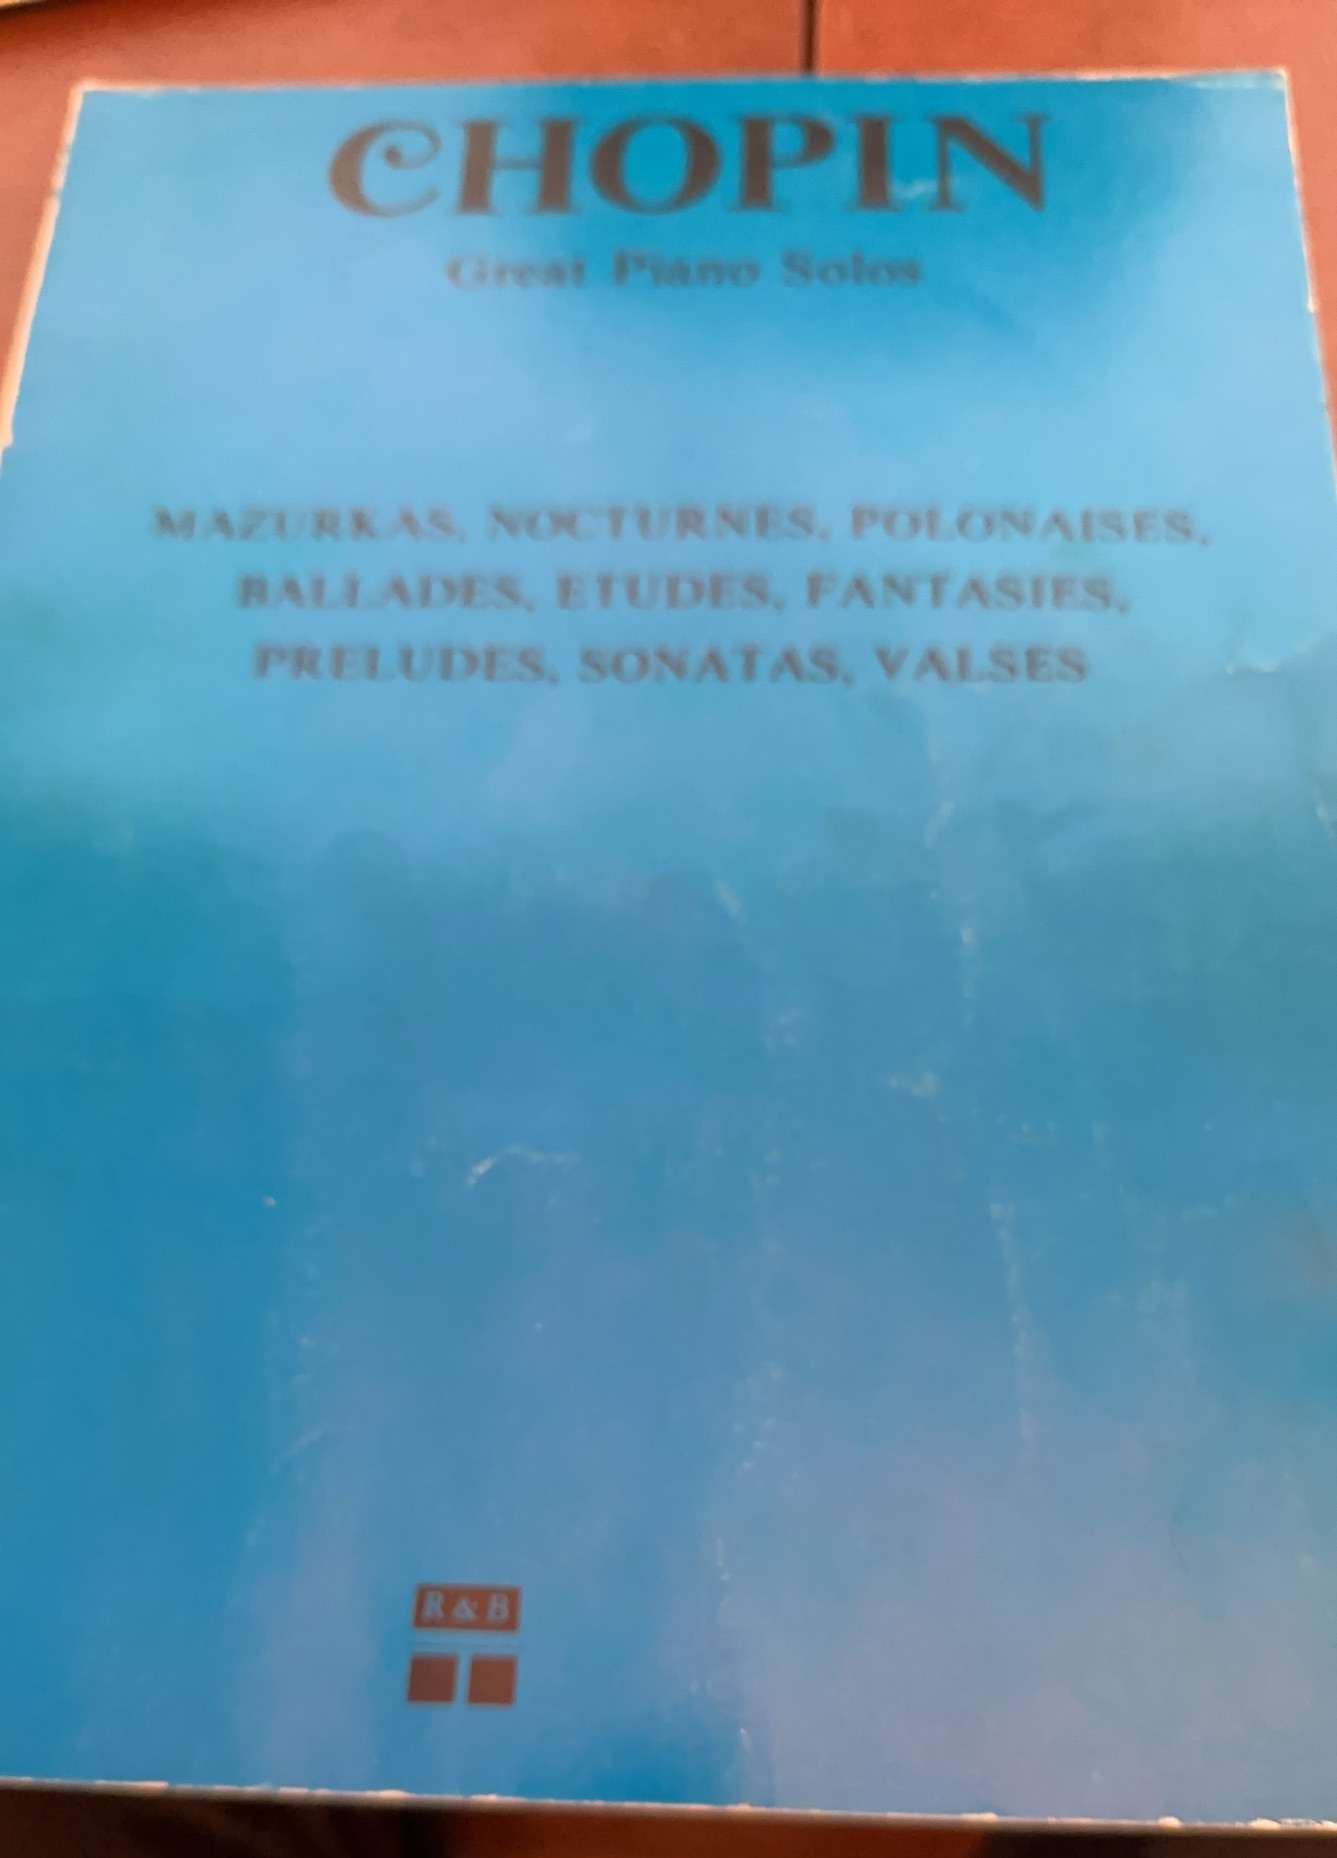 CHOPIN
Great Piano Solos
MAZURKAS, NOCTURNES, POLONAISES,
BALLADES, ETUDES, FANTASIES,
PRELUDES, SONATAS, VALSES
R & B